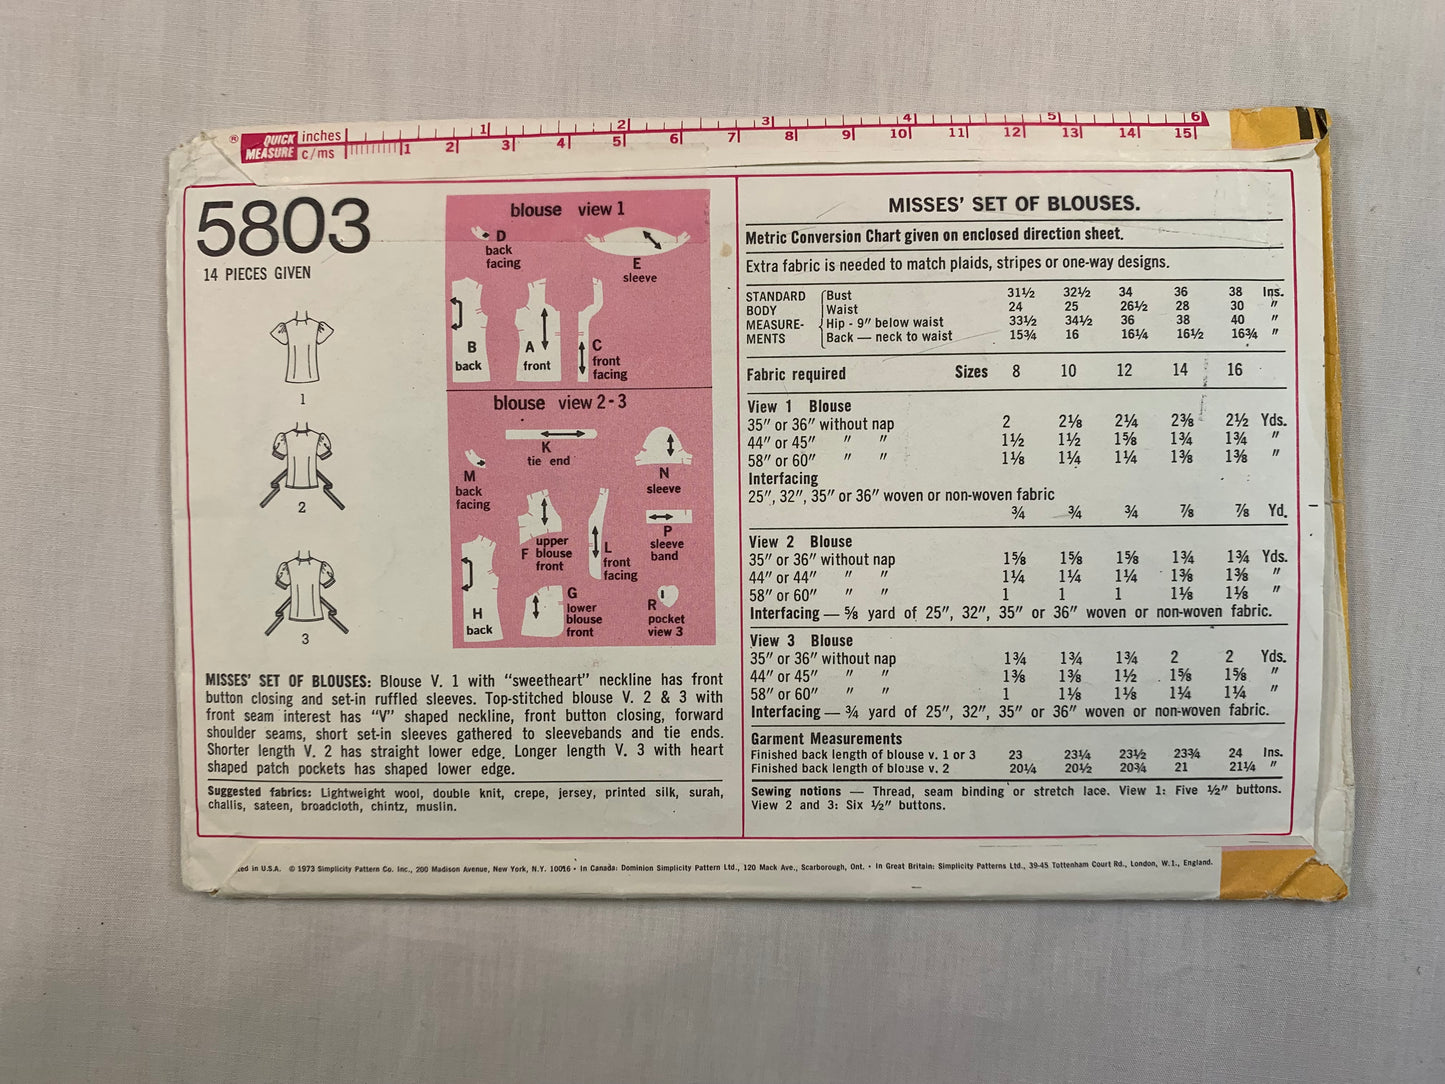 ® QUICK MEASURE inches 1 2 3 4 5 6
c/ms 1 2 3 4 5 6 7 8 9 10 11 12 13 14 15
5803
14 PIECES GIVEN
1
2
3
blouse view 1
D back facing
E sleeve
B back
A front
C front facing
blouse view 2-3
K tie end
M back facing
N sleeve
F upper blouse front
L front facing
P sleeve band
H back
G lower blouse front
R pocket view 3
MISSES' SET OF BLOUSES: Blouse V. 1 with "sweetheart" neckline has front
button closing and set-in ruffled sleeves. Top-stitched blouse V. 2 & 3 with
front seam interest has "V" shaped neckline, front button closing, forward
shoulder seams, short set-in sleeves gathered to sleevebands and tie ends.
Shorter length V. 2 has straight lower edge. Longer length V. 3 with heart
shaped patch pockets has shaped lower edge.
Suggested fabrics: Lightweight wool, double knit, crepe, jersey, printed silk, surah,
challis, sateen, broadcloth, chintz, muslin.
MISSES' SET OF BLOUSES.
Metric Conversion Chart given on enclosed direction sheet.
Extra fabric is needed to match plaids, stripes or one-way designs.
STANDARD BODY MEASUREMENTS
Bust 31½ 32½ 34 36 38 Ins.
Waist 24 25 26½ 28 30 "
Hip - 9" below waist 33½ 34½ 36 38 40 "
Back — neck to waist 15¾ 16 16¼ 16½ 16¾ "
Fabric required Sizes 8 10 12 14 16
View 1 Blouse
35" or 36" without nap 2 2⅛ 2¼ 2⅜ 2½ Yds.
44" or 45" " " 1½ 1½ 1⅝ 1¾ 1¾ "
58" or 60" " " 1⅛ 1¼ 1¼ 1⅜ 1⅜ "
Interfacing
25", 32", 35" or 36" woven or non-woven fabric
¾ ¾ ¾ ⅞ ⅞ Yd.
View 2 Blouse
35" or 36" without nap 1⅝ 1⅝ 1⅝ 1¾ 1¾ Yds.
44" or 44" " " 1¼ 1¼ 1¼ 1⅜ 1⅜ "
58" or 60" " " 1 1 1 1⅛ 1⅛ "
Interfacing — ⅝ yard of 25", 32", 35" or 36" woven or non-woven fabric.
View 3 Blouse
35" or 36" without nap 1¾ 1¾ 1¾ 2 2 Yds.
44" or 45" " " 1⅜ 1⅜ 1½ 1⅝ 1⅝ "
58" or 60" " " 1 1⅛ 1⅛ 1¼ 1¼ "
Interfacing — ¾ yard of 25", 32", 35" or 36" woven or non-woven fabric.
Garment Measurements
Finished back length of blouse v. 1 or 3 23 23¼ 23½ 23¾ 24 Ins.
Finished back length of blouse v. 2 20¼ 20½ 20¾ 21 21¼ "
Sewing notions — Thread, seam binding or stretch lace. View 1: Five ½" buttons.
View 2 and 3: Six ½" buttons.
in U.S.A. © 1973 Simplicity Pattern Co. Inc., 200 Madison Avenue, New York, N.Y. 10016 • In Canada: Dominion Simplicity Pattern Ltd., 120 Mack Ave., Scarborough, Ont. • In Great Britain: Simplicity Patterns Ltd., 39-45 Tottenham Court Rd., London, W.1., England.